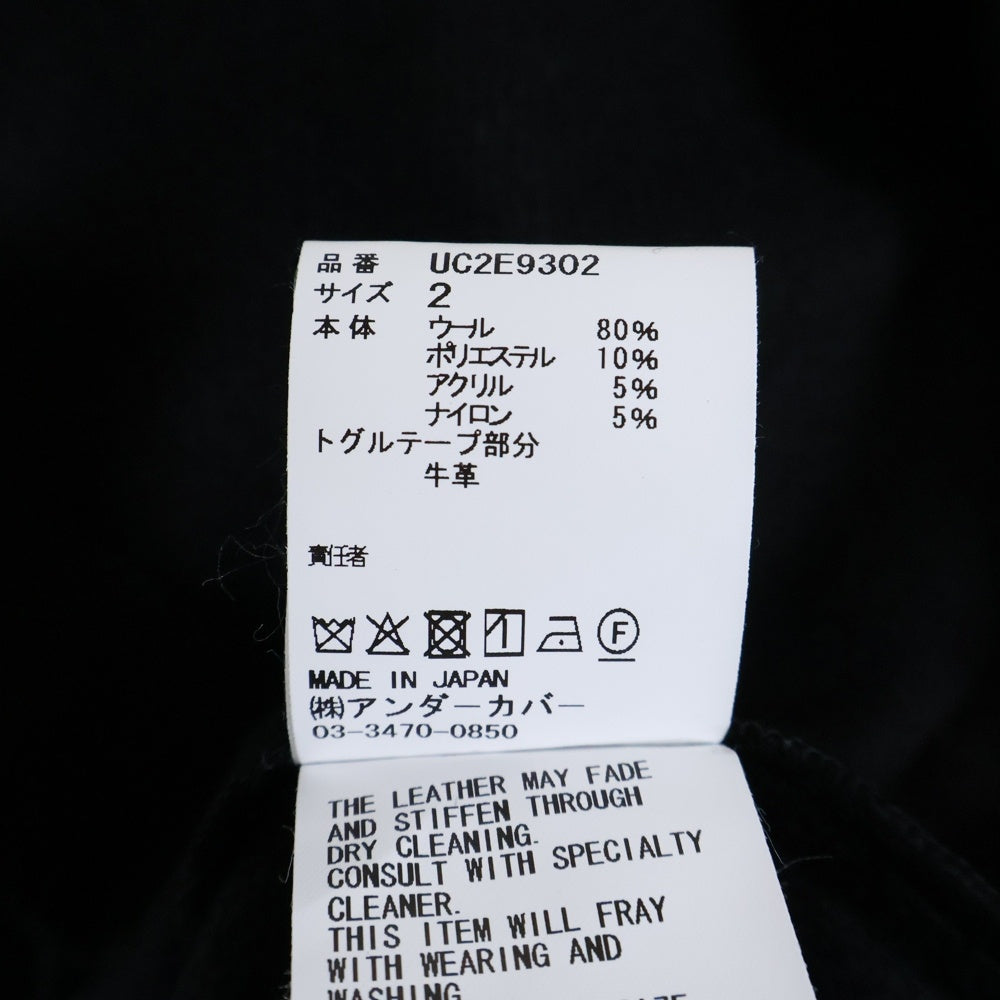 品番 UC2E9302
サイズ 2
本体 ウール 80%
ポリエステル 10%
アクリル 5%
ナイロン 5%
トグルテープ部分
牛革
責任者
F
MADE IN JAPAN
(株)アンダーカバー
03-3470-0850
THE LEATHER MAY FADE
AND STIFFEN THROUGH
DRY CLEANING.
CONSULT WITH SPECIALTY
CLEANER.
THIS ITEM WILL FRAY
WITH WEARING AND
WASHING